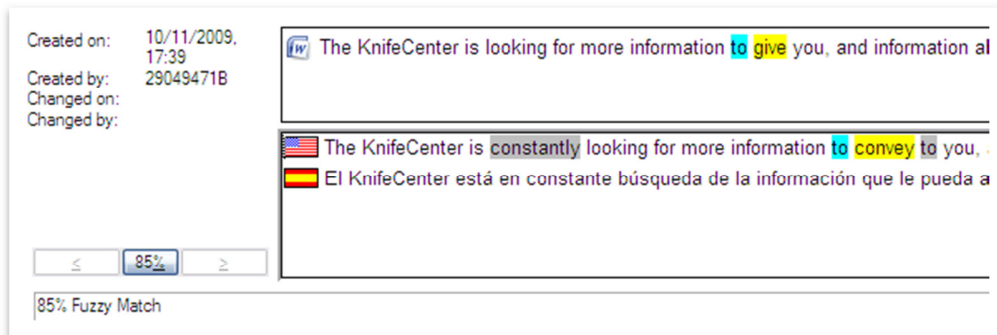 Created on: 10/11/2009,
17:39
Created by: 29049471B
Changed on:
Changed by:
The KnifeCenter is looking for more information to give you, and information al
The KnifeCenter is constantly looking for more information to convey to you,
El KnifeCenter está en constante búsqueda de la información que le pueda a
≤ 85% ≥
85% Fuzzy Match